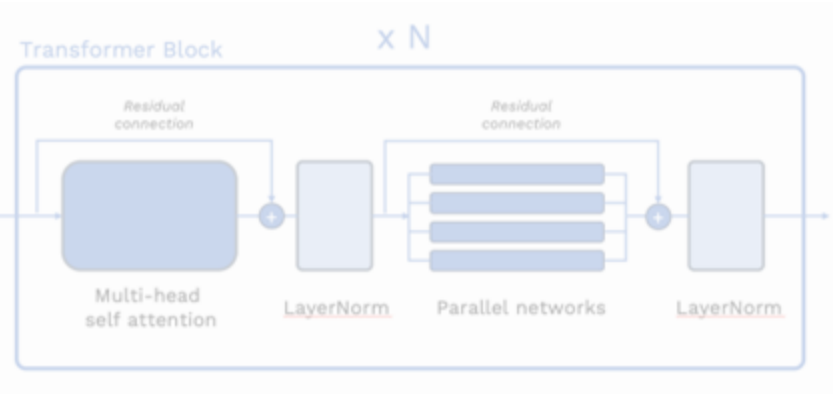 x N
Transformer Block
Residual
connection
Residual
connection
+
+
Multi-head
self attention
LayerNorm
Parallel networks
LayerNorm